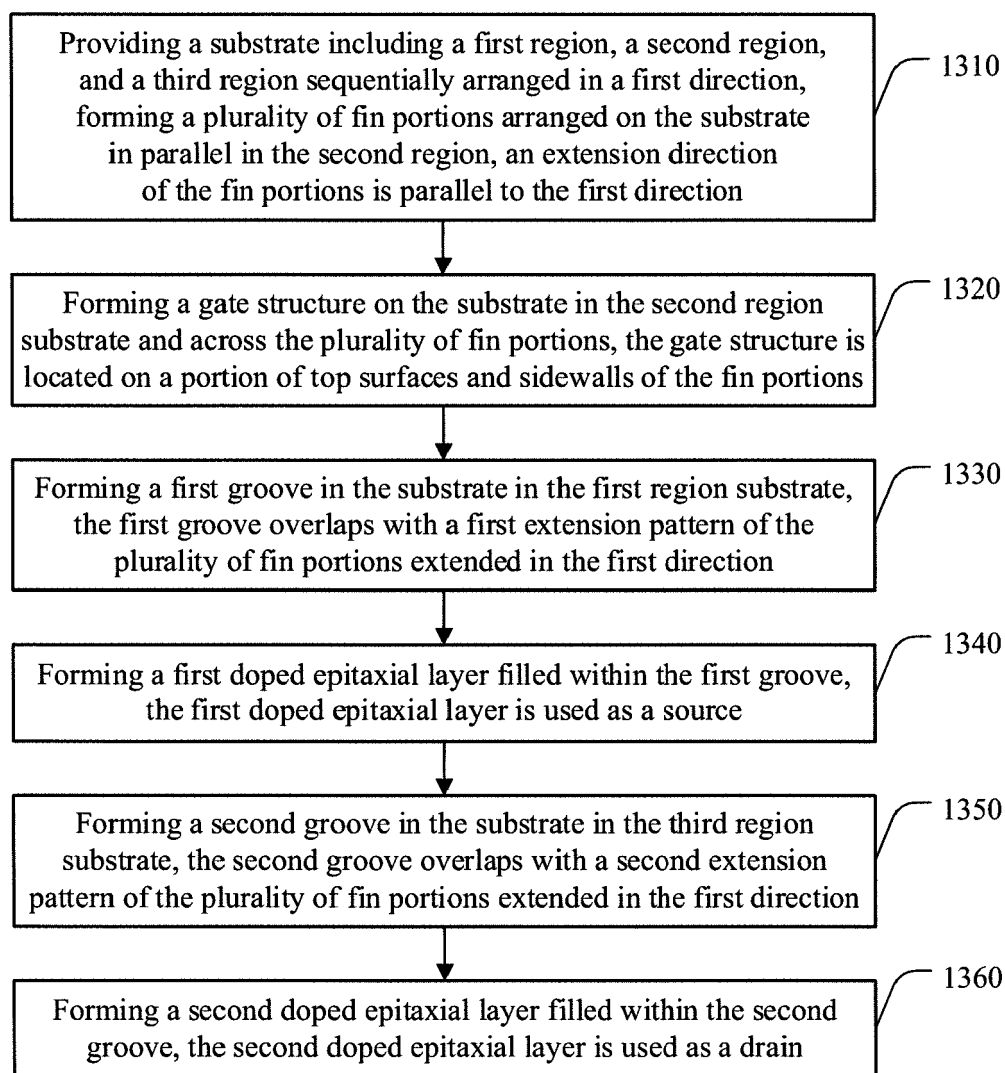 Providing a substrate including a first region, a second region,
and a third region sequentially arranged in a first direction,
forming a plurality of fin portions arranged on the substrate
in parallel in the second region, an extension direction
of the fin portions is parallel to the first direction
1310
Forming a gate structure on the substrate in the second region
substrate and across the plurality of fin portions, the gate structure is
located on a portion of top surfaces and sidewalls of the fin portions
1320
Forming a first groove in the substrate in the first region substrate,
the first groove overlaps with a first extension pattern of the
plurality of fin portions extended in the first direction
1330
Forming a first doped epitaxial layer filled within the first groove,
the first doped epitaxial layer is used as a source
1340
Forming a second groove in the substrate in the third region
substrate, the second groove overlaps with a second extension
pattern of the plurality of fin portions extended in the first direction
1350
Forming a second doped epitaxial layer filled within the second
groove, the second doped epitaxial layer is used as a drain
1360